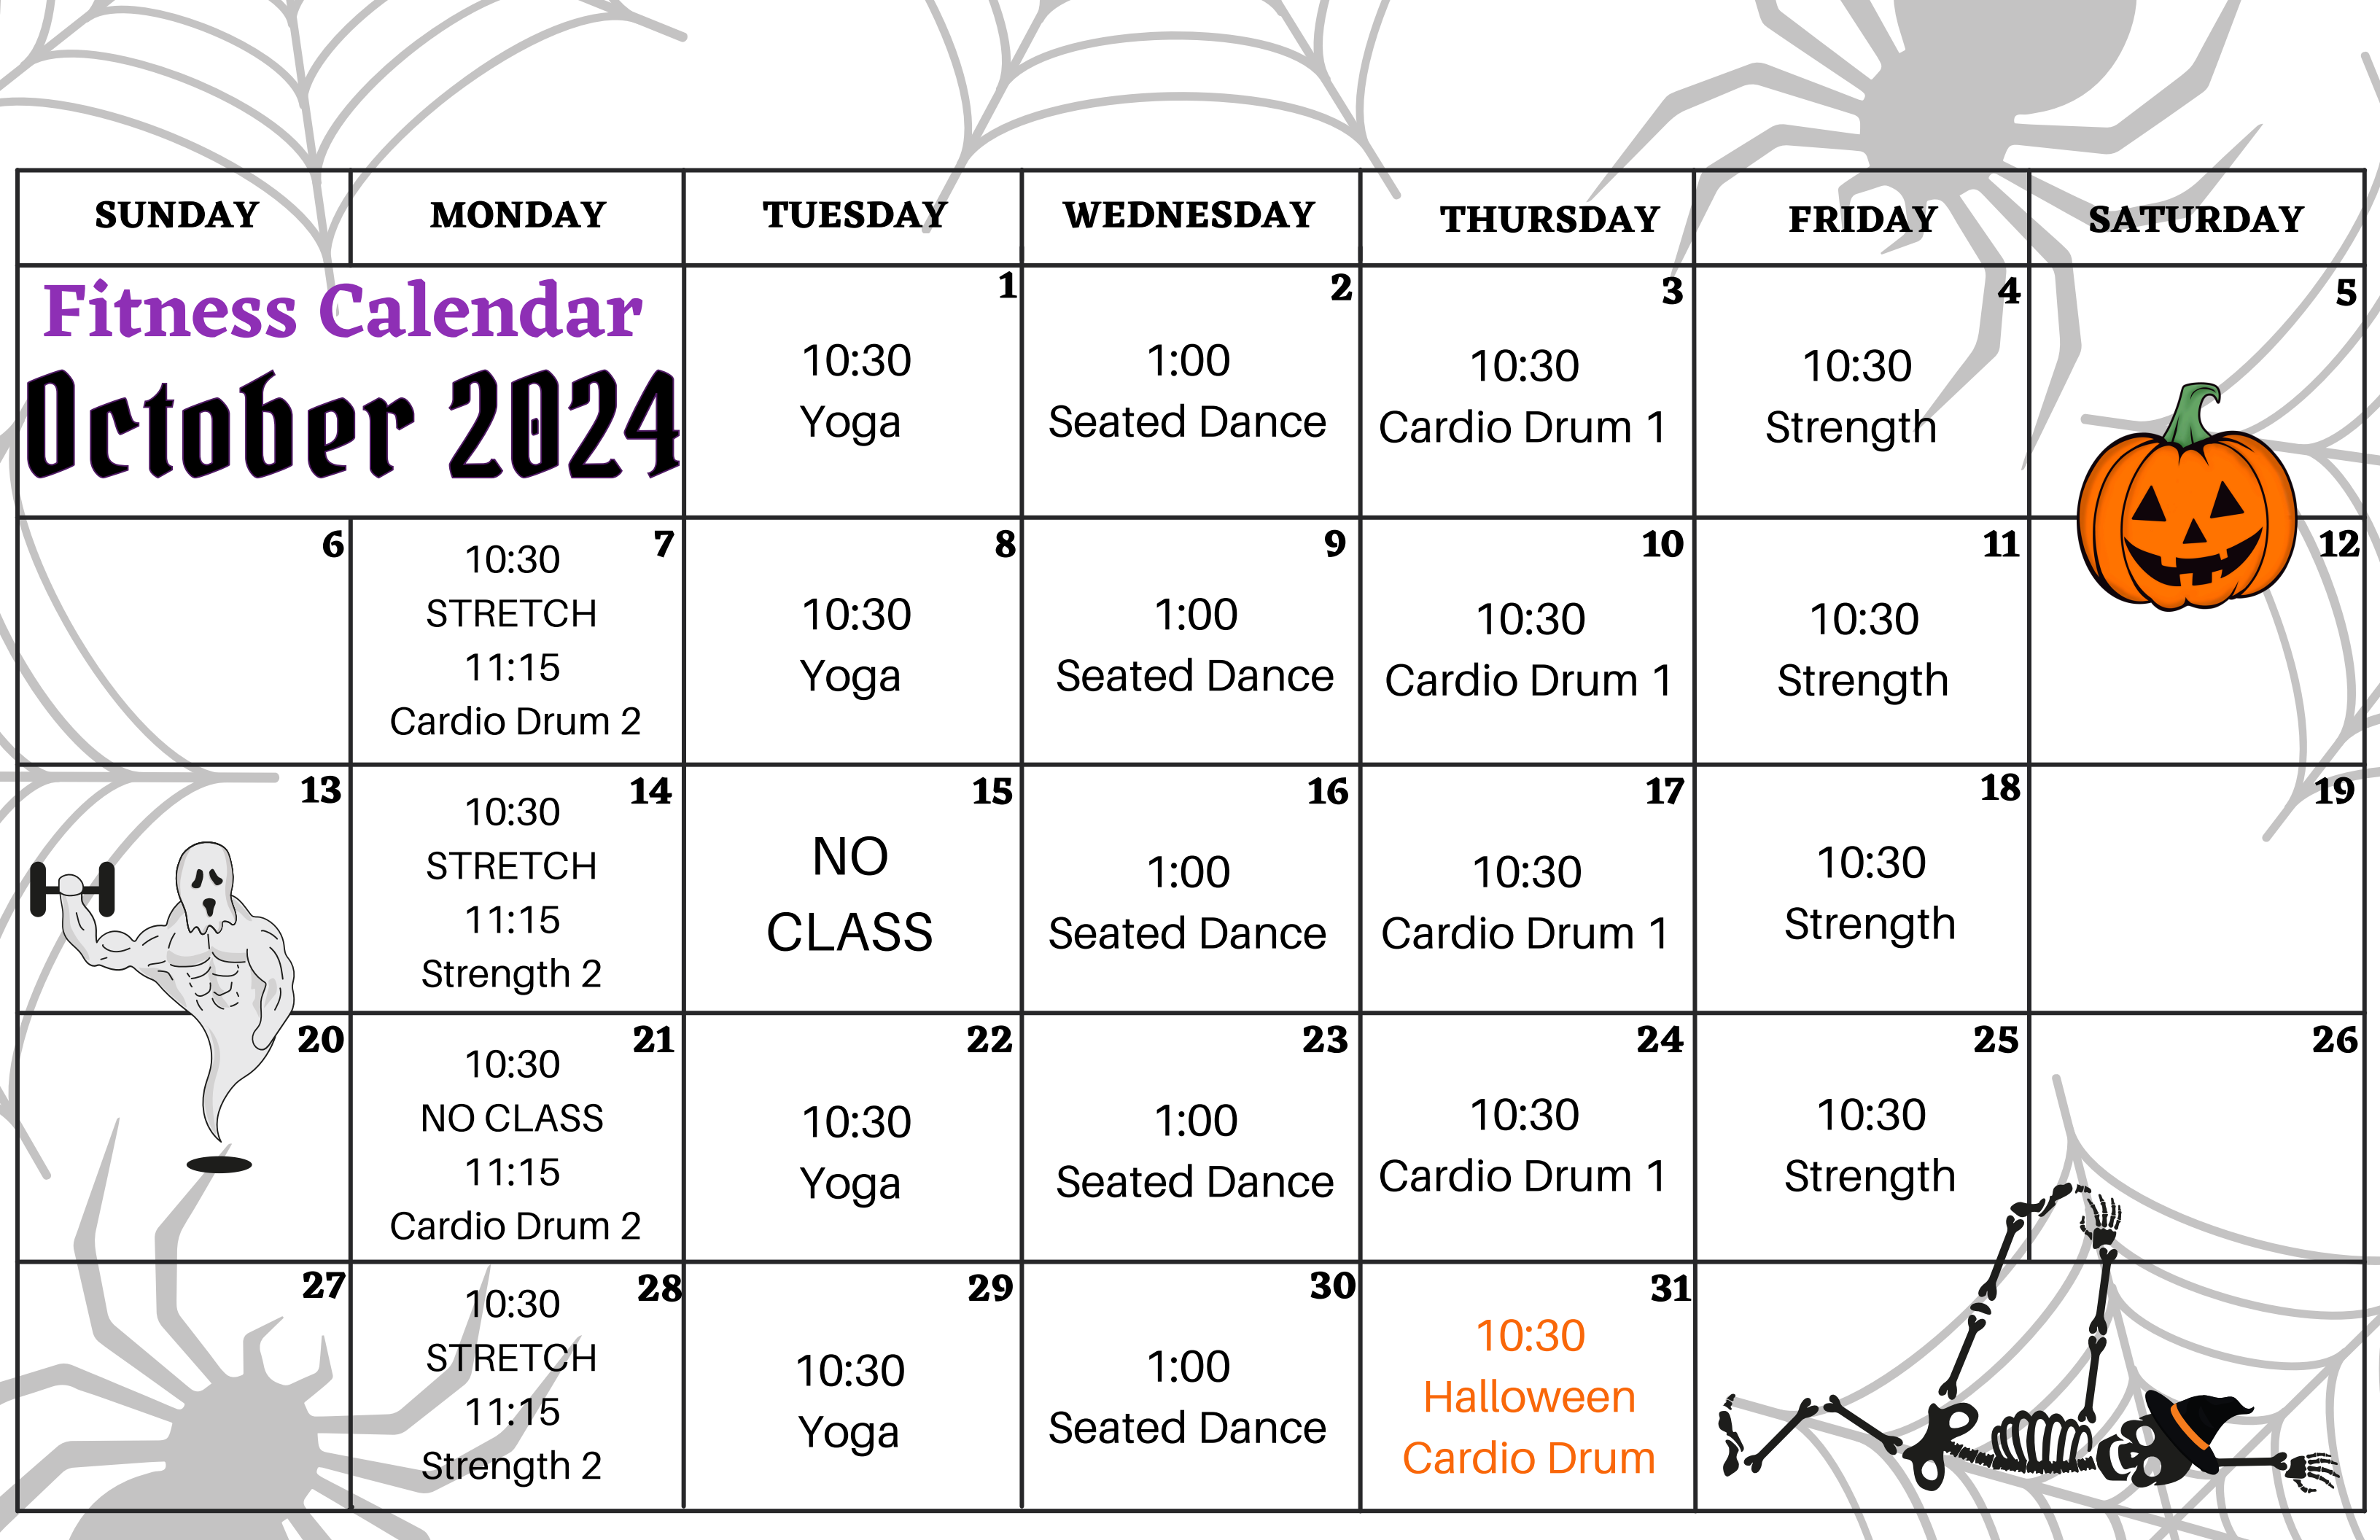 SUNDAY MONDAY TUESDAY WEDNESDAY THURSDAY FRIDAY SATURDAY
Fitness Calendar
October 2024
1
10:30
Yoga
2
1:00
Seated Dance
3
10:30
Cardio Drum 1
4
10:30
Strength
5
6
7
10:30
STRETCH
11:15
Cardio Drum 2
8
10:30
Yoga
9
1:00
Seated Dance
10
10:30
Cardio Drum 1
11
10:30
Strength
12
13
14
10:30
STRETCH
11:15
Strength 2
15
NO
CLASS
16
1:00
Seated Dance
17
10:30
Cardio Drum 1
18
10:30
Strength
19
20
21
10:30
NO CLASS
11:15
Cardio Drum 2
22
10:30
Yoga
23
1:00
Seated Dance
24
10:30
Cardio Drum 1
25
10:30
Strength
26
27
28
10:30
STRETCH
11:15
Strength 2
29
10:30
Yoga
30
1:00
Seated Dance
31
10:30
Halloween
Cardio Drum